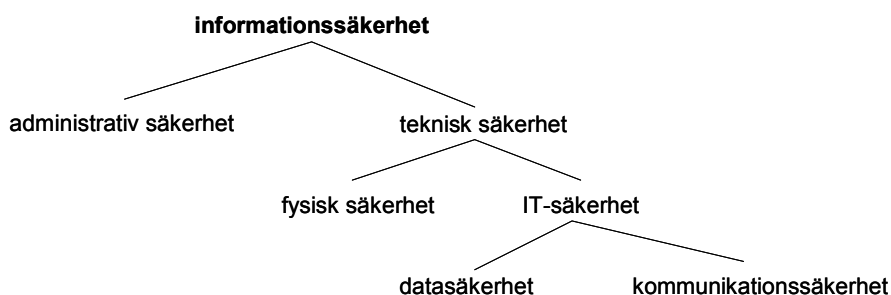 informationssäkerhet
administrativ säkerhet teknisk säkerhet
fysisk säkerhet IT-säkerhet
datasäkerhet kommunikationssäkerhet